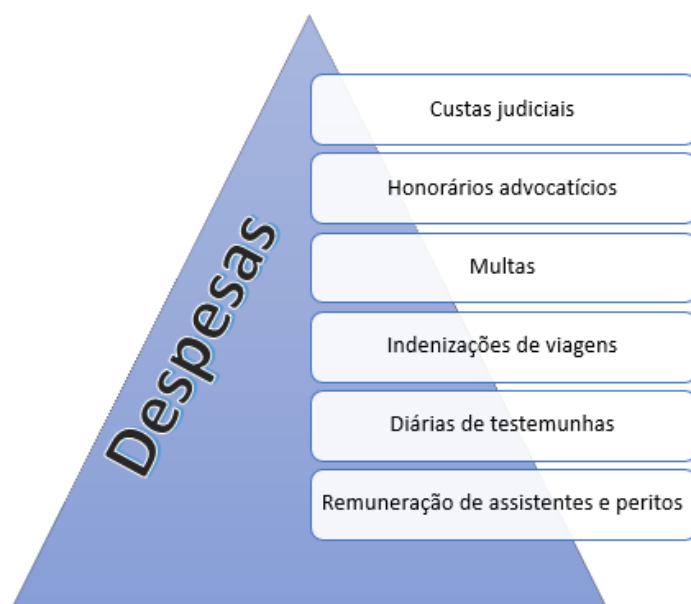 Despesas
Custas judiciais
Honorários advocatícios
Multas
Indenizações de viagens
Diárias de testemunhas
Remuneração de assistentes e peritos